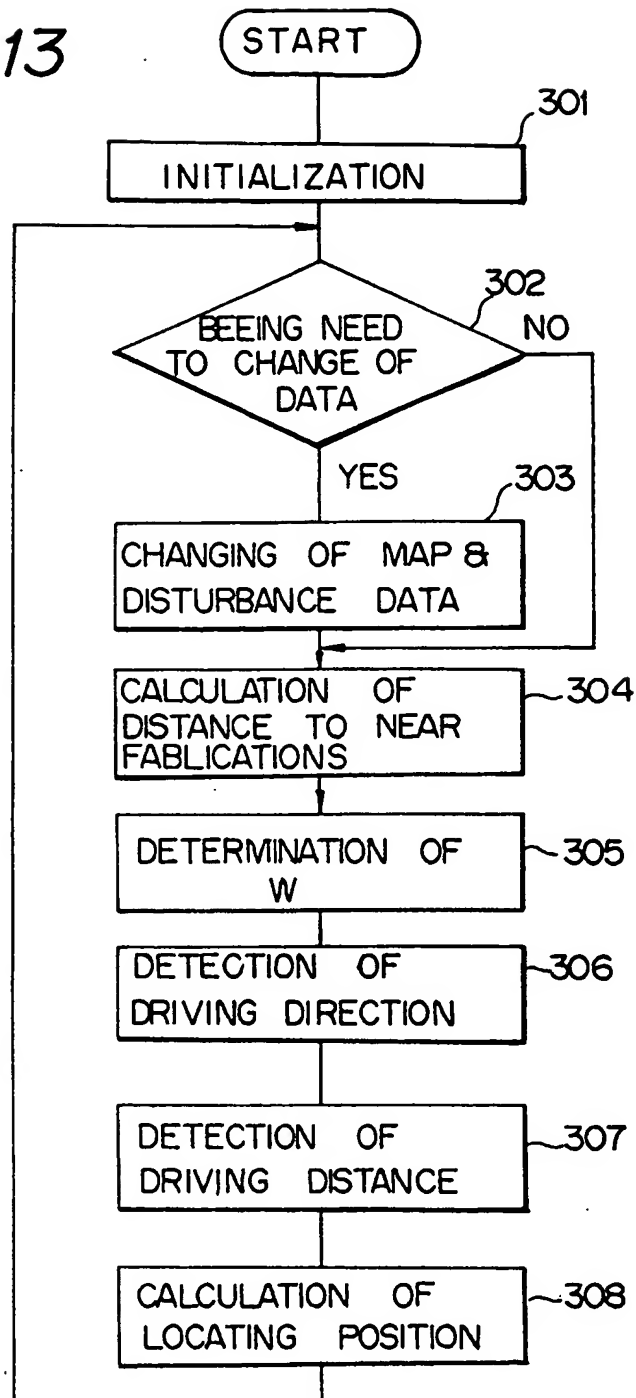 13
START
301
INITIALIZATION
302
BEEING NEED
TO CHANGE OF
DATA
NO
YES
303
CHANGING OF MAP &
DISTURBANCE DATA
CALCULATION OF
DISTANCE TO NEAR
FABLICATIONS
304
DETERMINATION OF
W
305
DETECTION OF
DRIVING DIRECTION
306
DETECTION OF
DRIVING DISTANCE
307
CALCULATION OF
LOCATING POSITION
308